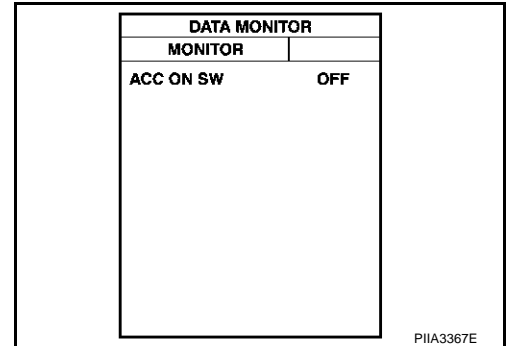 DATA MONITOR
MONITOR
ACC ON SW OFF
PIIA3367E